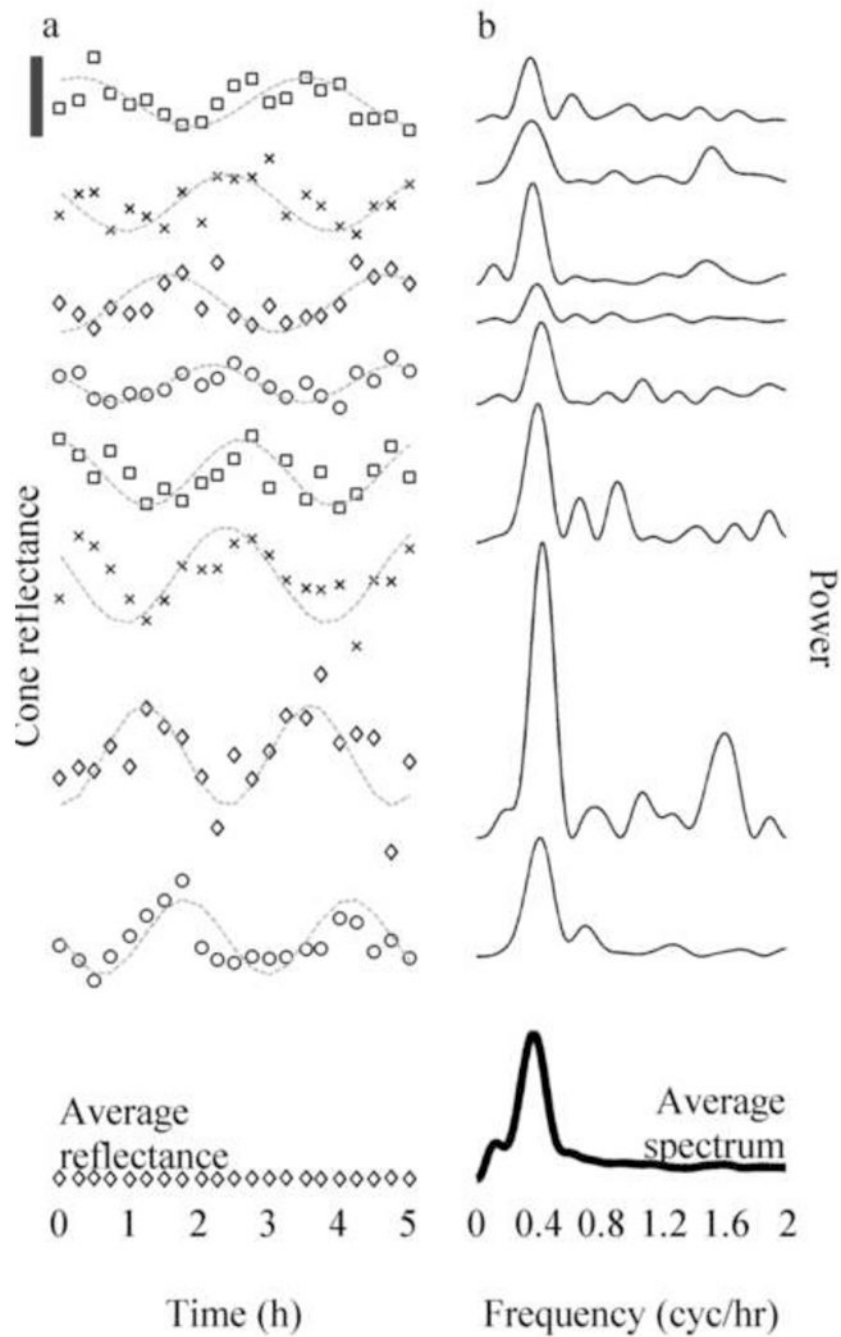 a
b
Cone reflectance
Power
Average
reflectance
Average
spectrum
0 1 2 3 4 5
0 0.4 0.8 1.2 1.6 2
Time (h)
Frequency (cyc/hr)